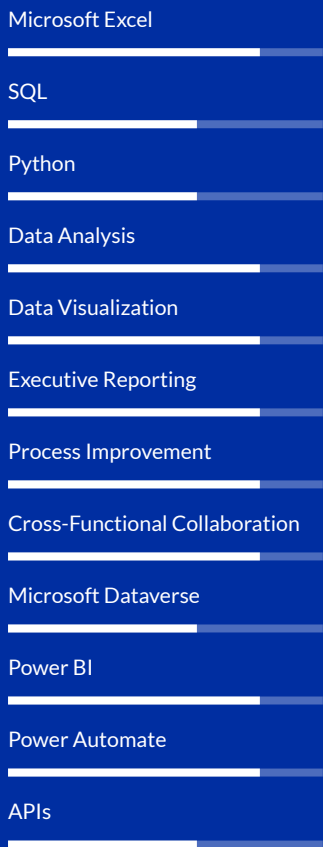 Microsoft Excel
SQL
Python
Data Analysis
Data Visualization
Executive Reporting
Process Improvement
Cross-Functional Collaboration
Microsoft Dataverse
Power BI
Power Automate
APIs